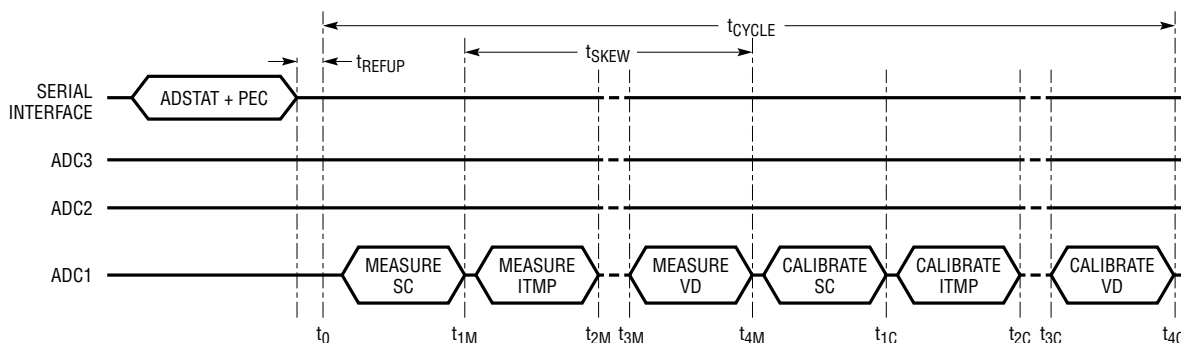 tCYCLE
tSKEW
tREFUP
SERIAL
INTERFACE
ADSTAT + PEC
ADC3
ADC2
ADC1
MEASURE
SC
MEASURE
ITMP
MEASURE
VD
CALIBRATE
SC
CALIBRATE
ITMP
CALIBRATE
VD
t0
t1M
t2M
t3M
t4M
t1C
t2C
t3C
t4C